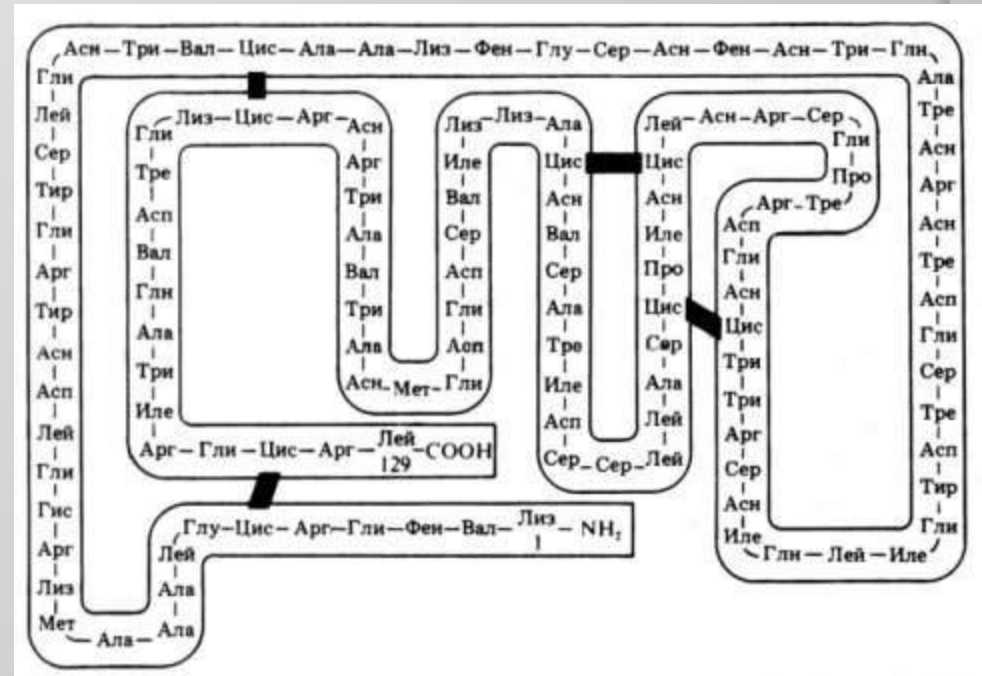 Асн—Три—Вал—Цис—Ала—Ала—Лиз—Фен—Глу—Сер—Асн—Фен—Асн—Три—Глн
Гли
Лей
Сер
Тир
Гли
Арг
Тир
Асн
Асп
Лей
Гли
Гис
Арг
Лиз
Мет—Ала—Ала
Ала
Лей
Глу—Цис—Арг—Гли—Фен—Вал—Лиз—NH₂
1
Лиз—Цис—Арг—Асн
Гли
Тре
Асп
Вал
Глн
Ала
Три
Иле
Арг—Гли—Цис—Арг—Лей—COOH
129
Арг
Три
Ала
Вал
Три
Ала
Асн—Мет—Гли
Лиз—Лиз—Ала
Иле
Вал
Сер
Асп
Гли
Асп
Цис
Асн
Вал
Сер
Ала
Тре
Иле
Асп
Сер—Сер—Лей
Лей—Асн—Арг—Сер
Гли
Про
Арг—Тре
Цис
Асн
Иле
Про
Цис
Сер
Ала
Лей
Асп
Гли
Асн
Цис
Три
Три
Арг
Сер
Асн
Иле
Глн—Лей—Иле
Ала
Тре
Асн
Арг
Асн
Тре
Асп
Гли
Сер
Тре
Асп
Тир
Гли